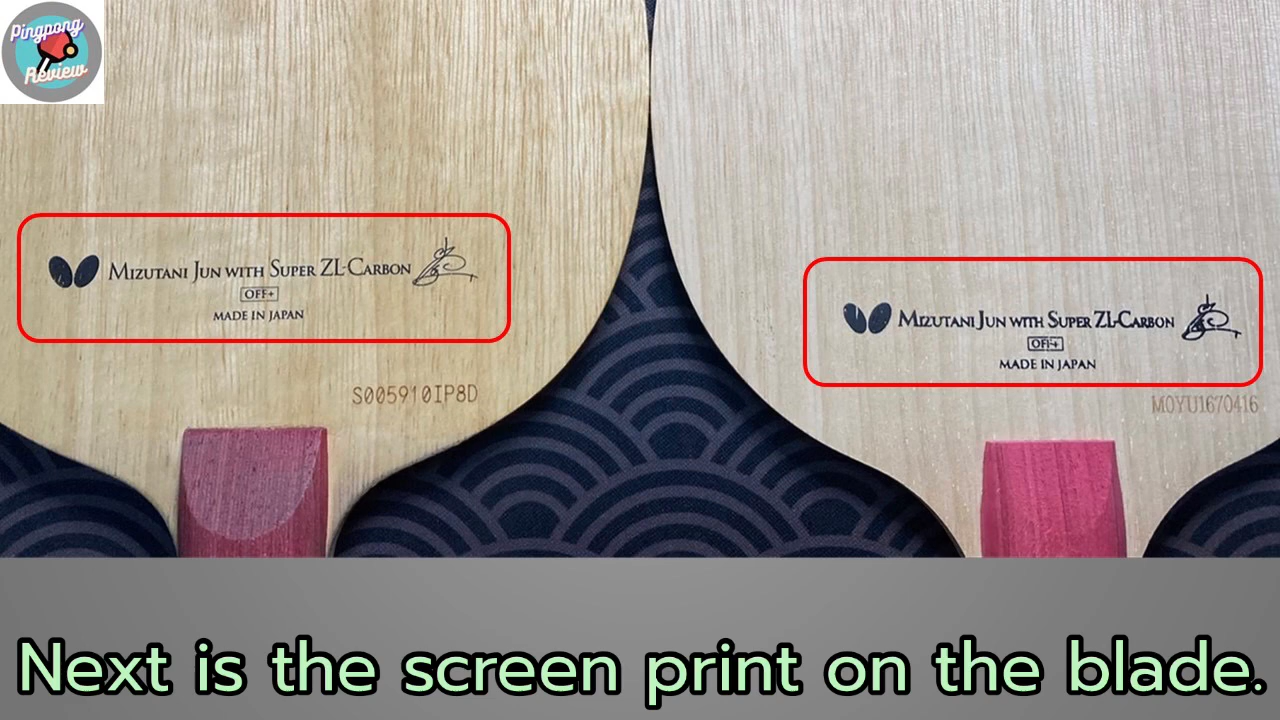 Pingpong
Review
MIZUTANI JUN WITH SUPER ZL-CARBON
OFF+
MADE IN JAPAN
S005910IP8D
MIZUTANI JUN WITH SUPER ZL-CARBON
OFF+
MADE IN JAPAN
MOYU1670416
Next is the screen print on the blade.